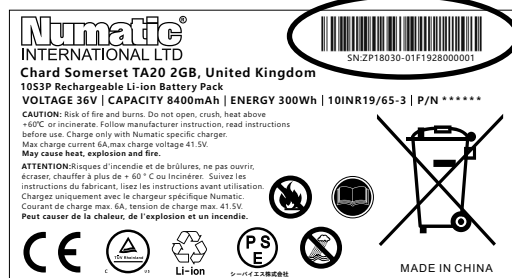 Numatic®
INTERNATIONAL LTD
SN:ZP18030-01F1928000001
Chard Somerset TA20 2GB, United Kingdom
10S3P Rechargeable Li-ion Battery Pack
VOLTAGE 36V | CAPACITY 8400mAh | ENERGY 300Wh | 10INR19/65-3 | P/N ******
CAUTION: Risk of fire and burns. Do not open, crush, heat above
+60℃ or incinerate. Follow manufacturer instruction, read instructions
before use. Charge only with Numatic specific charger.
Max charge current 6A,max charge voltage 41.5V.
May cause heat, explosion and fire.
ATTENTION:Risques d'incendie et de brûlures, ne pas ouvrir,
écraser, chauffer à plus de + 60 ° C ou Incinérer. Suivez les
instructions du fabricant, lisez les instructions avant utilisation.
Chargez uniquement avec le chargeur spécifique Numatic.
Courant de charge max. 6A, tension de charge max. 41.5V.
Peut causer de la chaleur, de l'explosion et un incendie.
CE
TÜV Rheinland
C US
Li-ion
PS
E
シーバイエス株式会社
MADE IN CHINA